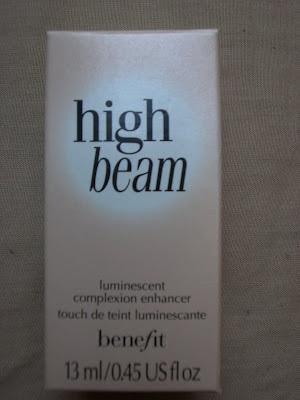 high
beam
luminescent
complexion enhancer
touch de teint luminescante
benefit
13 ml/0.45 US fl oz